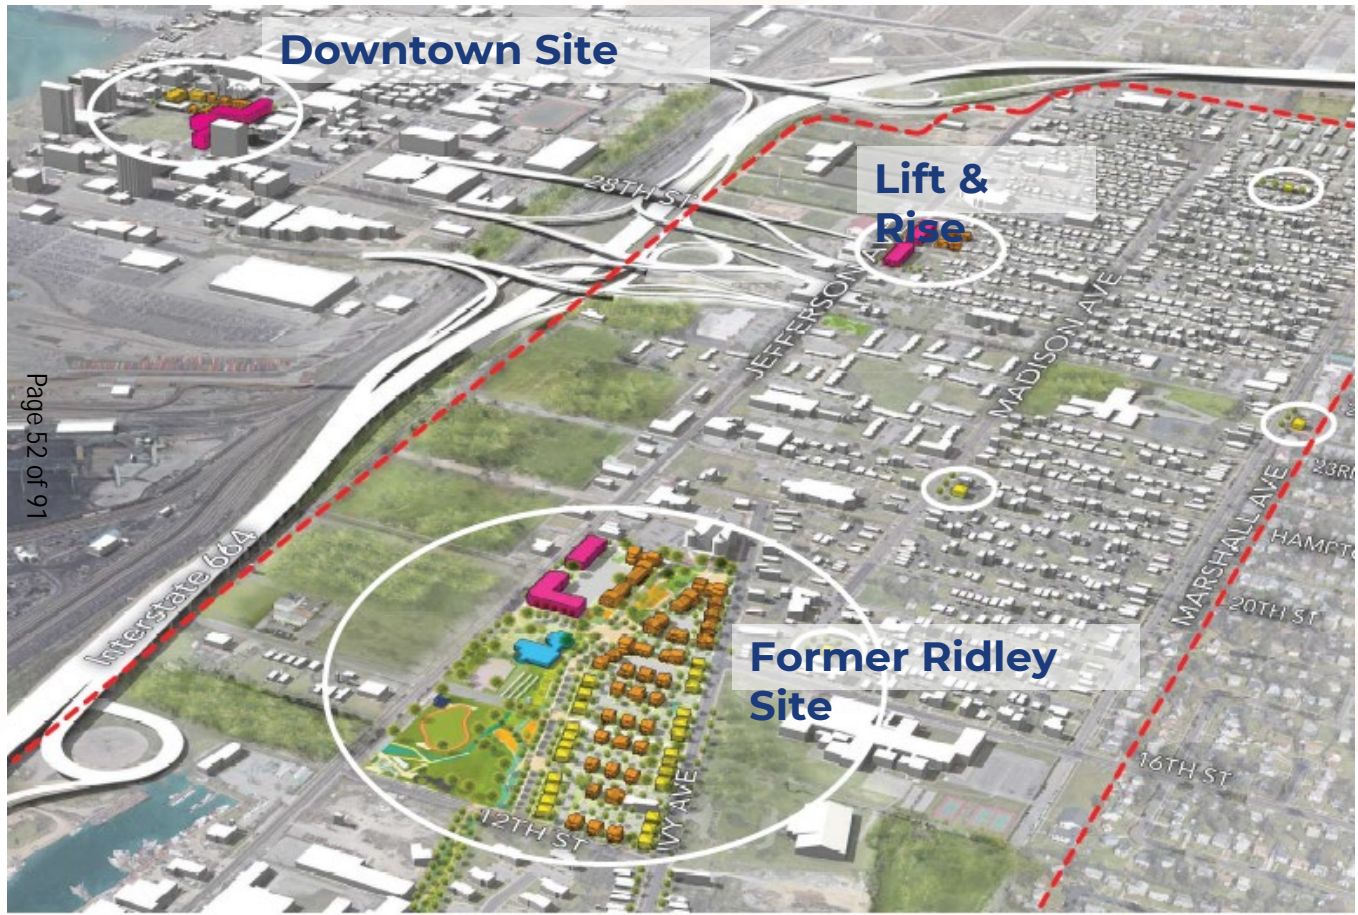 Downtown Site
28TH ST
Lift &
Rise
JEFFERSON
MADISON AVE
Page 52 of 91
MARSHALL AVE
HAMPTO
20TH ST
Interstate 664
Former Ridley
Site
16TH ST
IVY AVE
12TH ST